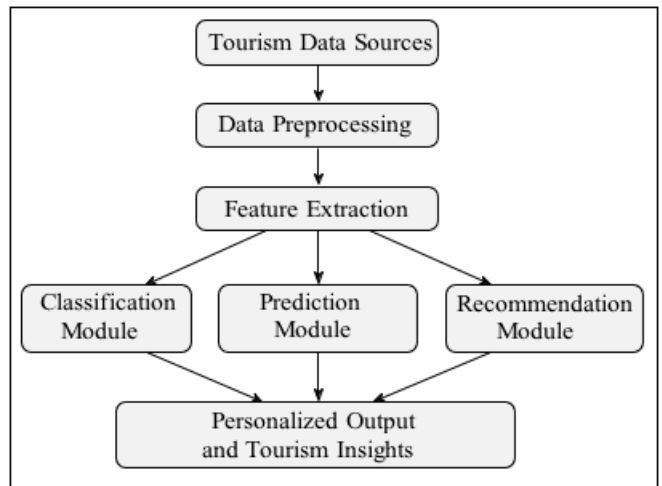 Tourism Data Sources
Data Preprocessing
Feature Extraction
Classification
Module
Prediction
Module
Recommendation
Module
Personalized Output
and Tourism Insights